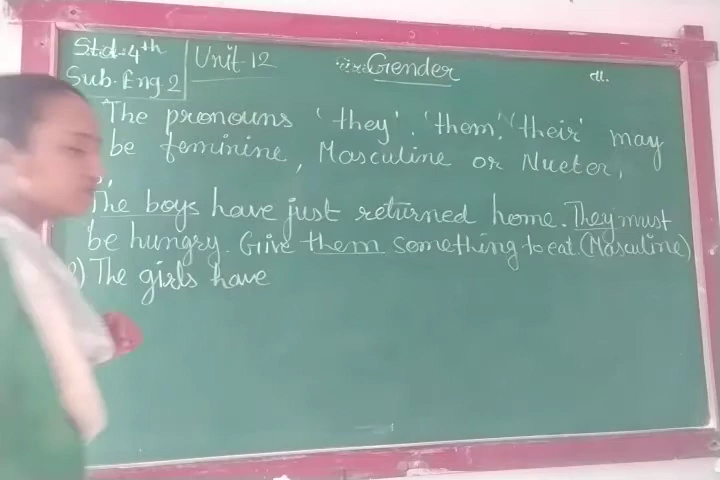 Std:4th
Sub. Eng 2
Unit-12
Gender
The pronouns 'they', 'them', 'their' may
be feminine, Masculine or Nueter,
The boys have just returned home. They must
be hungry. Give them something to eat. (Masculine)
) The girls have